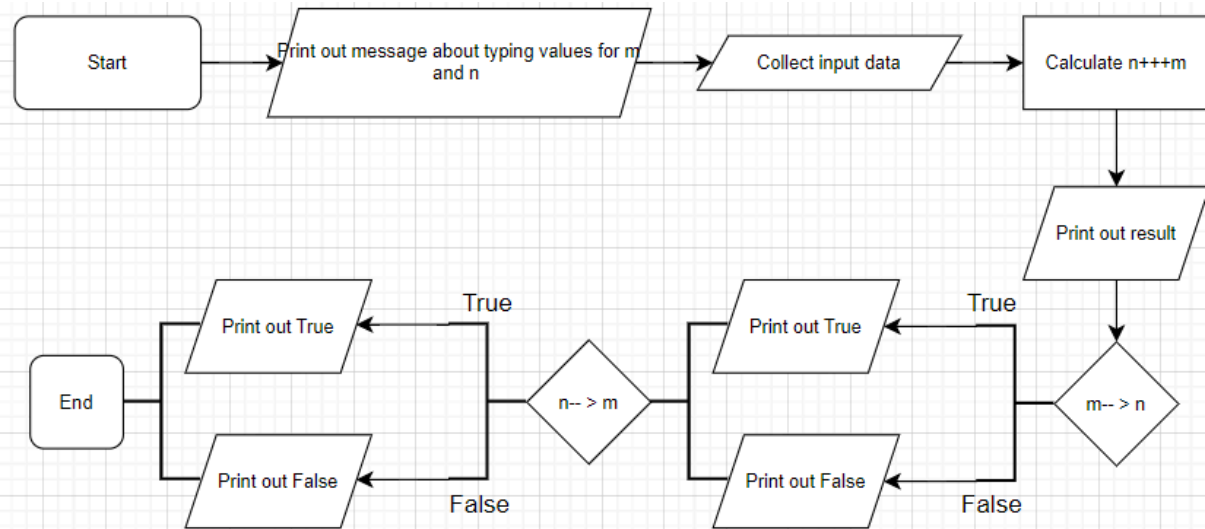 Start
Print out message about typing values for m
and n
Collect input data
Calculate n+++m
Print out result
m-- > n
True
Print out True
False
Print out False
n-- > m
True
Print out True
False
Print out False
End